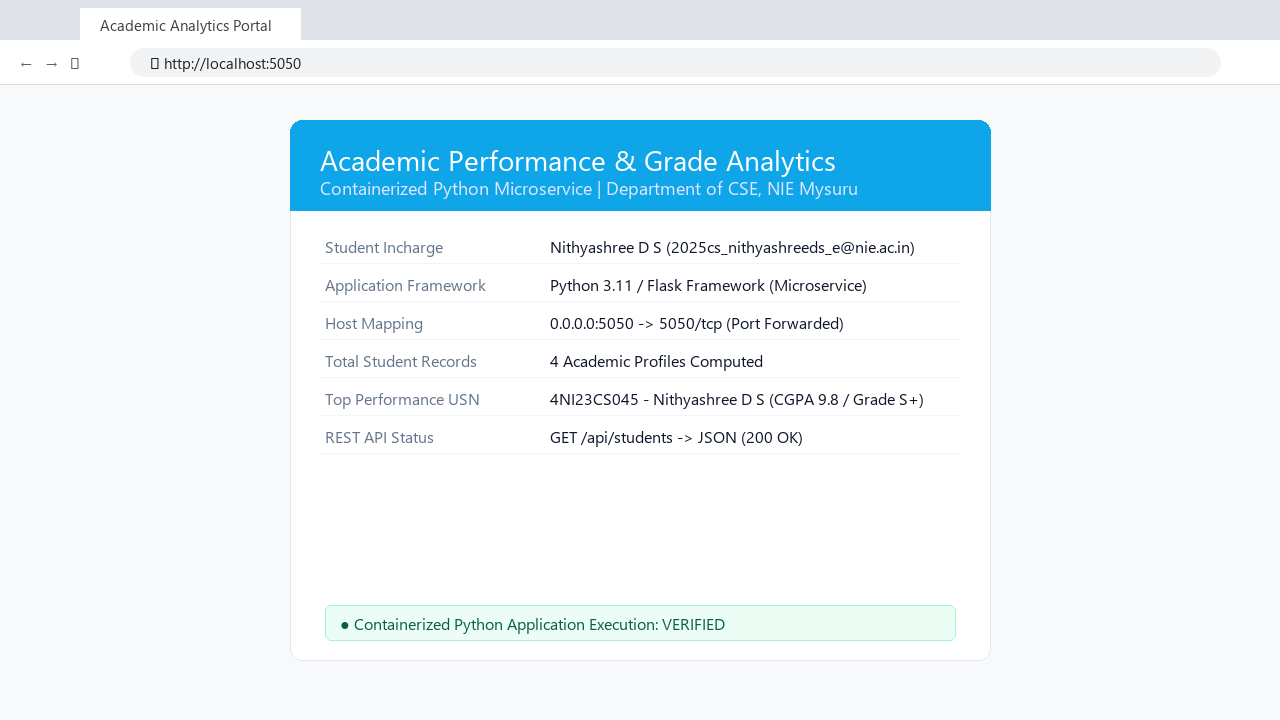 Academic Analytics Portal
← → 
http://localhost:5050
Academic Performance & Grade Analytics
Containerized Python Microservice | Department of CSE, NIE Mysuru
Student Incharge Nithyashree D S (2025cs_nithyashreeds_e@nie.ac.in)
Application Framework Python 3.11 / Flask Framework (Microservice)
Host Mapping 0.0.0.0:5050 -> 5050/tcp (Port Forwarded)
Total Student Records 4 Academic Profiles Computed
Top Performance USN 4NI23CS045 - Nithyashree D S (CGPA 9.8 / Grade S+)
REST API Status GET /api/students -> JSON (200 OK)
● Containerized Python Application Execution: VERIFIED